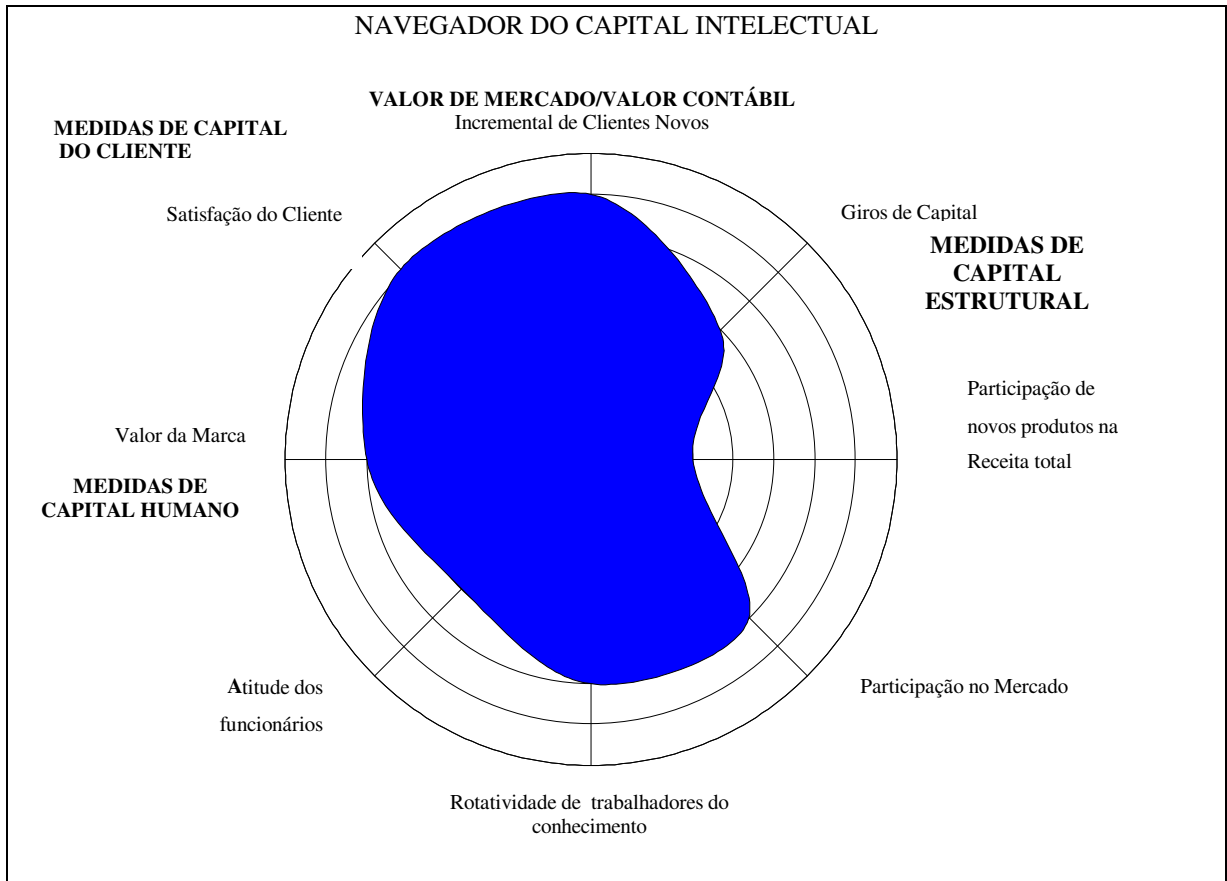 NAVEGADOR DO CAPITAL INTELECTUAL
VALOR DE MERCADO/VALOR CONTÁBIL
Incremental de Clientes Novos
MEDIDAS DE CAPITAL
DO CLIENTE
Satisfação do Cliente
Giros de Capital
MEDIDAS DE
CAPITAL
ESTRUTURAL
Participação de
novos produtos na
Receita total
Valor da Marca
MEDIDAS DE
CAPITAL HUMANO
Atitude dos
funcionários
Participação no Mercado
Rotatividade de trabalhadores do
conhecimento